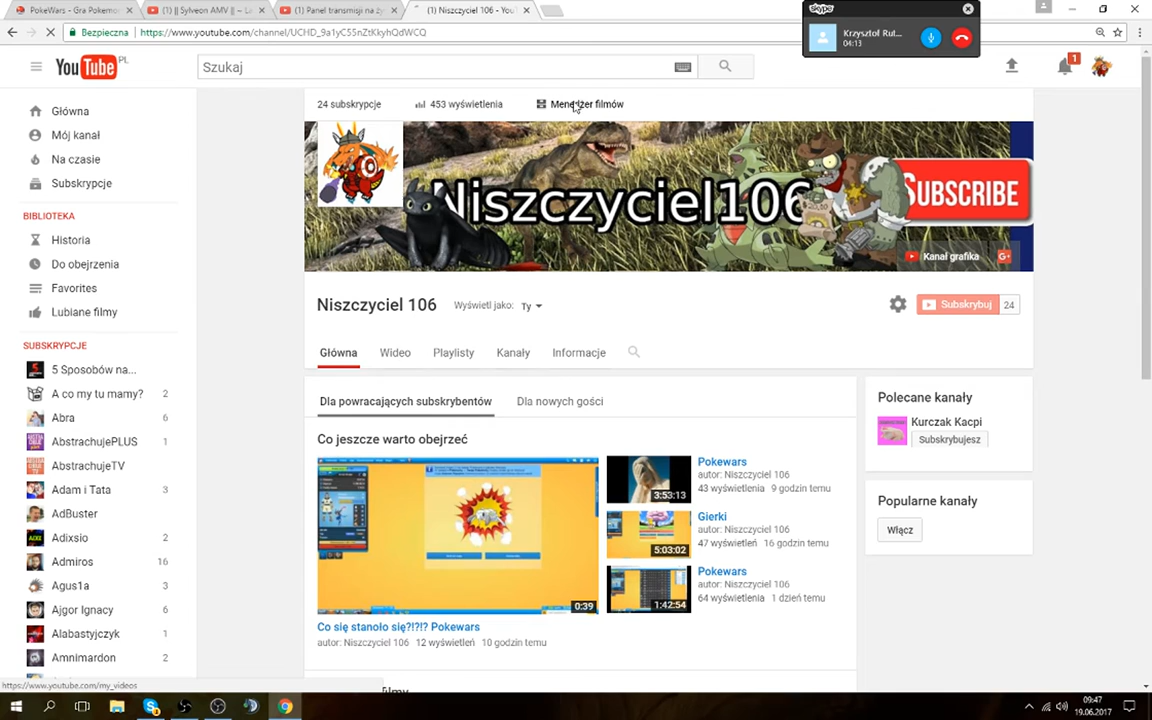 PokeWars - Gra Pokemon
(1) || Sylveon AMV || ~ La
(1) Panel transmisji na ży
(1) Niszczyciel 106 - You
Bezpieczna
https://www.youtube.com/channel/UCHD_9a1yC55nZtKkyhQdWCQ
skype
Krzysztof Rut...
04:13
YouTube PL
Szukaj
1
Główna
Mój kanał
Na czasie
Subskrypcje
BIBLIOTEKA
Historia
Do obejrzenia
Favorites
Lubiane filmy
SUBSKRYPCJE
5 Sposobów na...
A co my tu mamy? 2
Abra 6
AbstrachujePLUS 1
AbstrachujeTV
Adam i Tata 3
AdBuster
Adixsio 2
Admiros 16
Agus1a 3
Ajgor Ignacy 6
Alabastyjczyk 1
Amnimardon 2
24 subskrypcje
453 wyświetlenia
Menedżer filmów
Niszczyciel106
SUBSCRIBE
Kanał grafika
Niszczyciel 106
Wyświetl jako: Ty
Subskrybuj 24
Główna
Wideo
Playlisty
Kanały
Informacje
Dla powracających subskrybentów
Dla nowych gości
Co jeszcze warto obejrzeć
0:39
Co się stanoło się?!?!? Pokewars
autor: Niszczyciel 106 12 wyświetleń 10 godzin temu
3:53:13
Pokewars
autor: Niszczyciel 106
43 wyświetlenia 9 godzin temu
5:03:02
Gierki
autor: Niszczyciel 106
47 wyświetleń 16 godzin temu
1:42:54
Pokewars
autor: Niszczyciel 106
64 wyświetlenia 1 dzień temu
Polecane kanały
Kurczak Kacpi
Subskrybujesz
Popularne kanały
Włącz
https://www.youtube.com/my_videos
09:47
19.06.2017